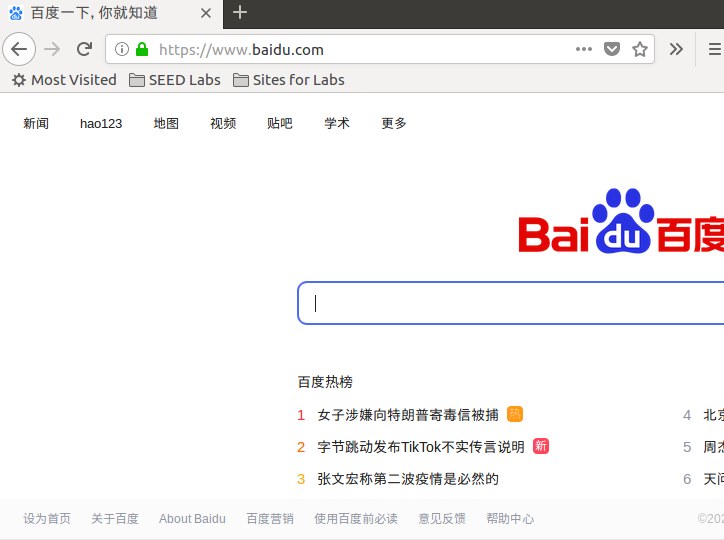 百度一下，你就知道
https://www.baidu.com
Most Visited SEED Labs Sites for Labs
新闻 hao123 地图 视频 贴吧 学术 更多
Bai du 百度
百度热榜
1 女子涉嫌向特朗普寄毒信被捕 热 4 北京
2 字节跳动发布TikTok不实传言说明 新 5 周杰
3 张文宏称第二波疫情是必然的 6 天问
设为首页 关于百度 About Baidu 百度营销 使用百度前必读 意见反馈 帮助中心 ©202